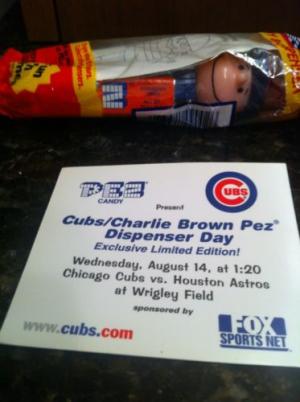 PEZ
CANDY
Present
CUBS
Cubs/Charlie Brown Pez®
Dispenser Day
Exclusive Limited Edition!
Wednesday, August 14, at 1:20
Chicago Cubs vs. Houston Astros
at Wrigley Field
sponsored by
www.cubs.com
FOX
SPORTS NET